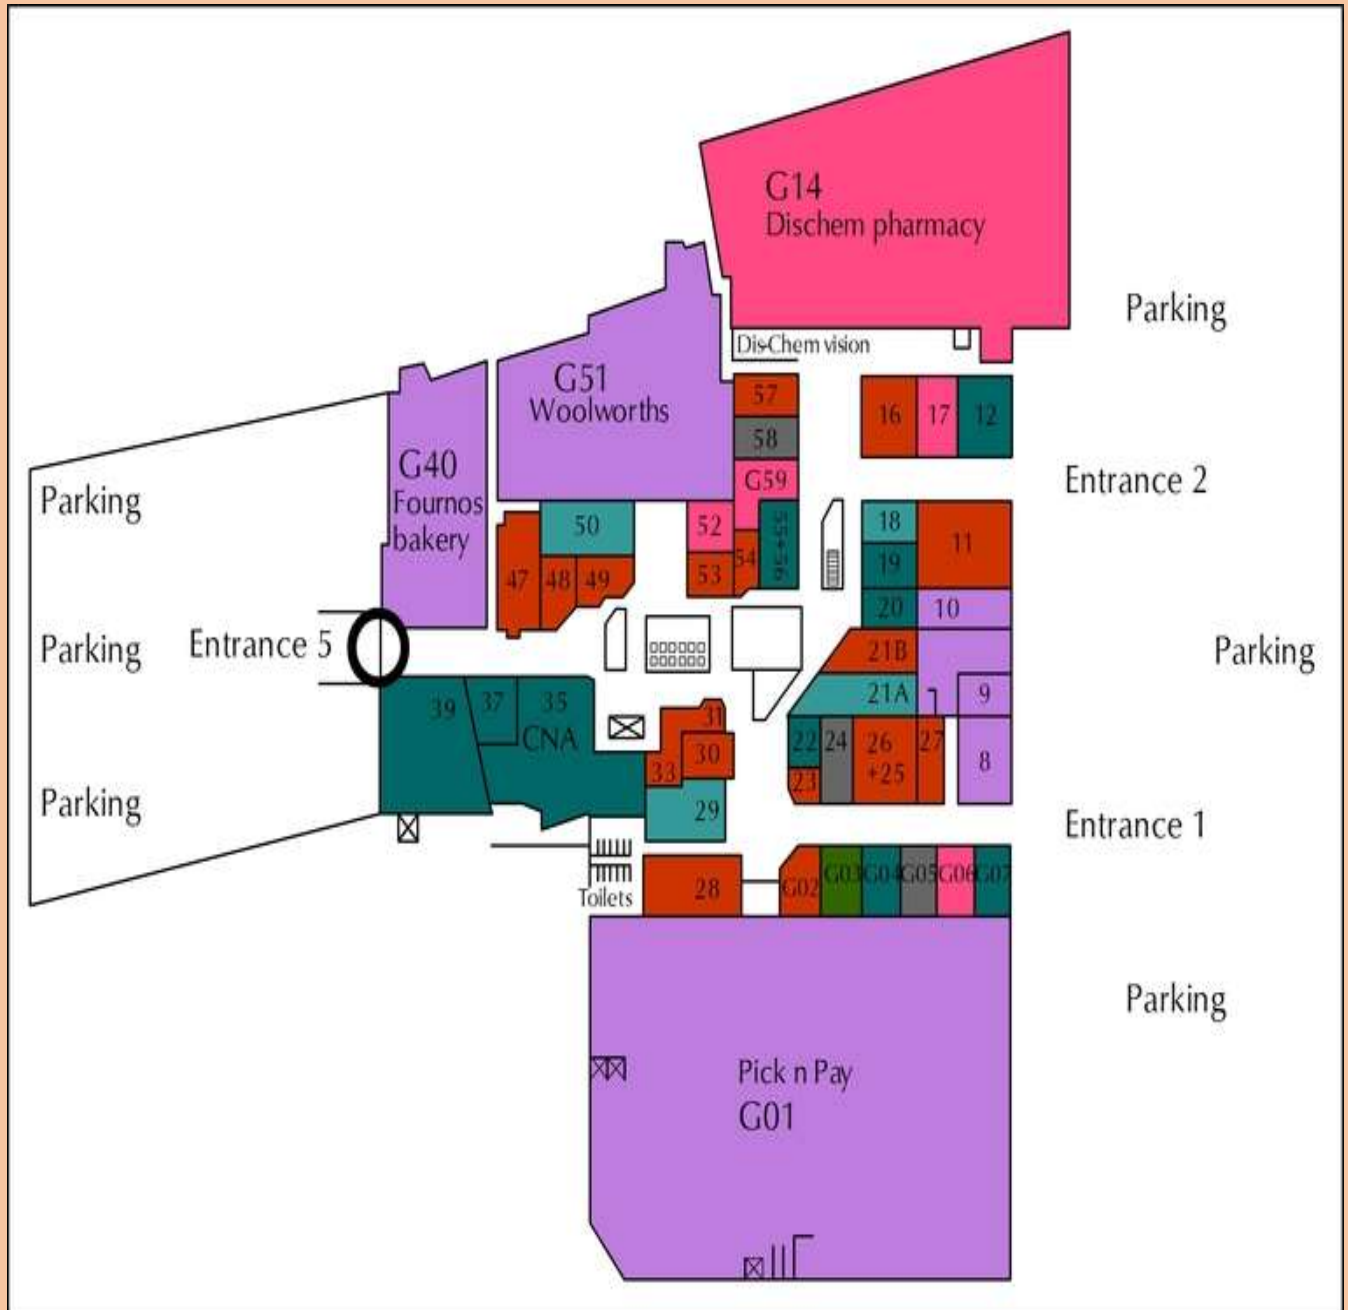 G14
Dischem pharmacy
Parking
Dis-Chem vision
G51
Woolworths
57
58
G59
16
17
12
G40
Fournos
bakery
Parking
Entrance 2
50
52
53
54
55+56
47
48
49
18
11
19
20
10
Parking
Entrance 5
21B
21A
9
Parking
39
37
35
CNA
31
30
33
29
22
23
24
26
+25
27
8
Parking
Entrance 1
28
Toilets
G02
G03
G04
G05
G06
G07
Parking
Pick n Pay
G01